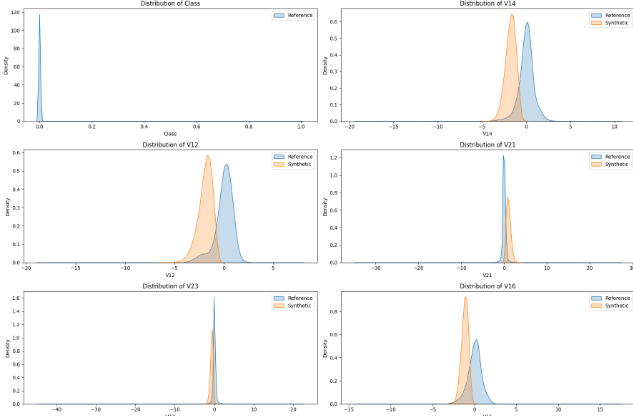 Distribution of Class
120
100
80
60
40
20
0
Density
Reference
0.0 0.2 0.4 0.6 0.8 1.0
Class
Distribution of V14
0.6
0.5
0.4
0.3
0.2
0.1
0.0
Density
Reference
Synthetic
−20 −15 −10 −5 0 5 10
V14
Distribution of V12
0.6
0.5
0.4
0.3
0.2
0.1
0.0
Density
Reference
Synthetic
−20 −15 −10 −5 0 5
V12
Distribution of V21
1.2
1.0
0.8
0.6
0.4
0.2
0.0
Density
Reference
Synthetic
−30 −20 −10 0 10 20 30
V21
Distribution of V23
1.6
1.4
1.2
1.0
0.8
0.6
0.4
0.2
0.0
Density
Reference
Synthetic
−40 −30 −20 −10 0 10 20
Distribution of V16
0.8
0.6
0.4
0.2
0.0
Density
Reference
Synthetic
−15 −10 −5 0 5 10 15